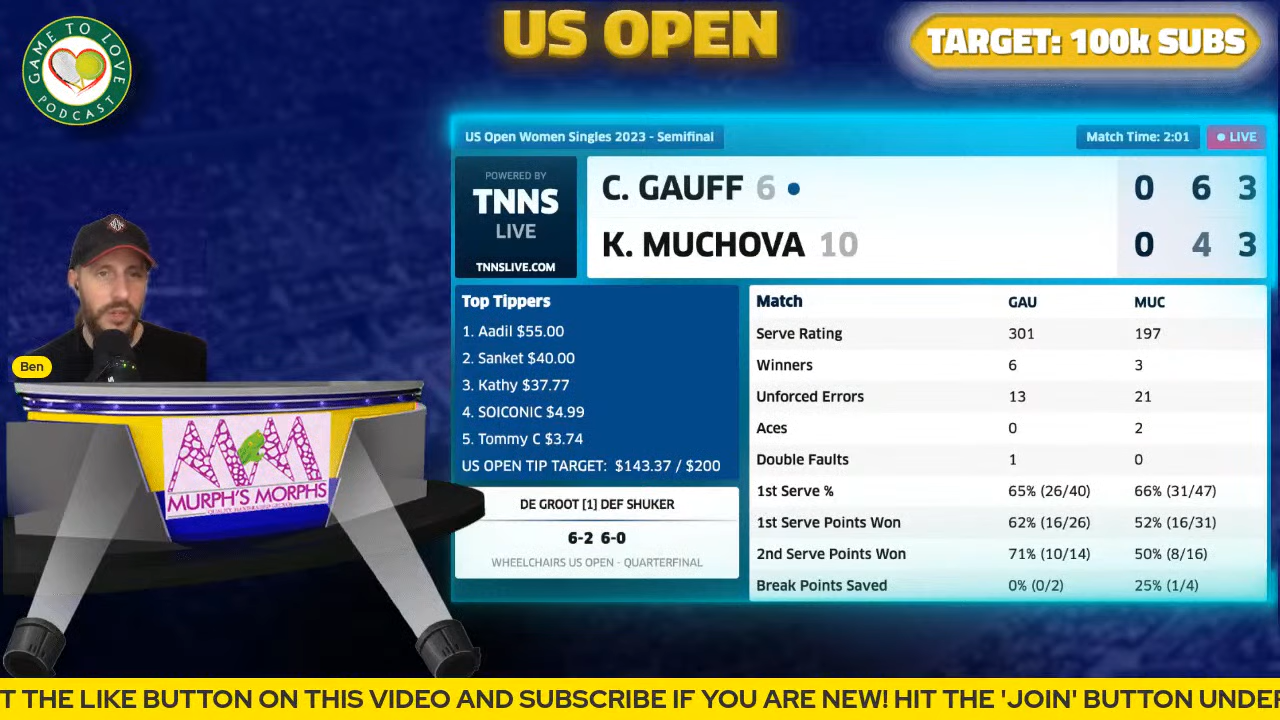 GAME TO LOVE
PODCAST
US OPEN
TARGET: 100k SUBS
US Open Women Singles 2023 - Semifinal
Match Time: 2:01
LIVE
POWERED BY
TNNS
LIVE
TNNSLIVE.COM
C. GAUFF 6 0 6 3
K. MUCHOVA 10 0 4 3
Top Tippers
1. Aadil $55.00
2. Sanket $40.00
3. Kathy $37.77
4. SOICONIC $4.99
5. Tommy C $3.74
US OPEN TIP TARGET: $143.37 / $200
DE GROOT [1] DEF SHUKER
6-2 6-0
WHEELCHAIRS US OPEN - QUARTERFINAL
Match GAU MUC
Serve Rating 301 197
Winners 6 3
Unforced Errors 13 21
Aces 0 2
Double Faults 1 0
1st Serve % 65% (26/40) 66% (31/47)
1st Serve Points Won 62% (16/26) 52% (16/31)
2nd Serve Points Won 71% (10/14) 50% (8/16)
Break Points Saved 0% (0/2) 25% (1/4)
Ben
MM
MURPH'S MORPHS
T THE LIKE BUTTON ON THIS VIDEO AND SUBSCRIBE IF YOU ARE NEW! HIT THE 'JOIN' BUTTON UNDER